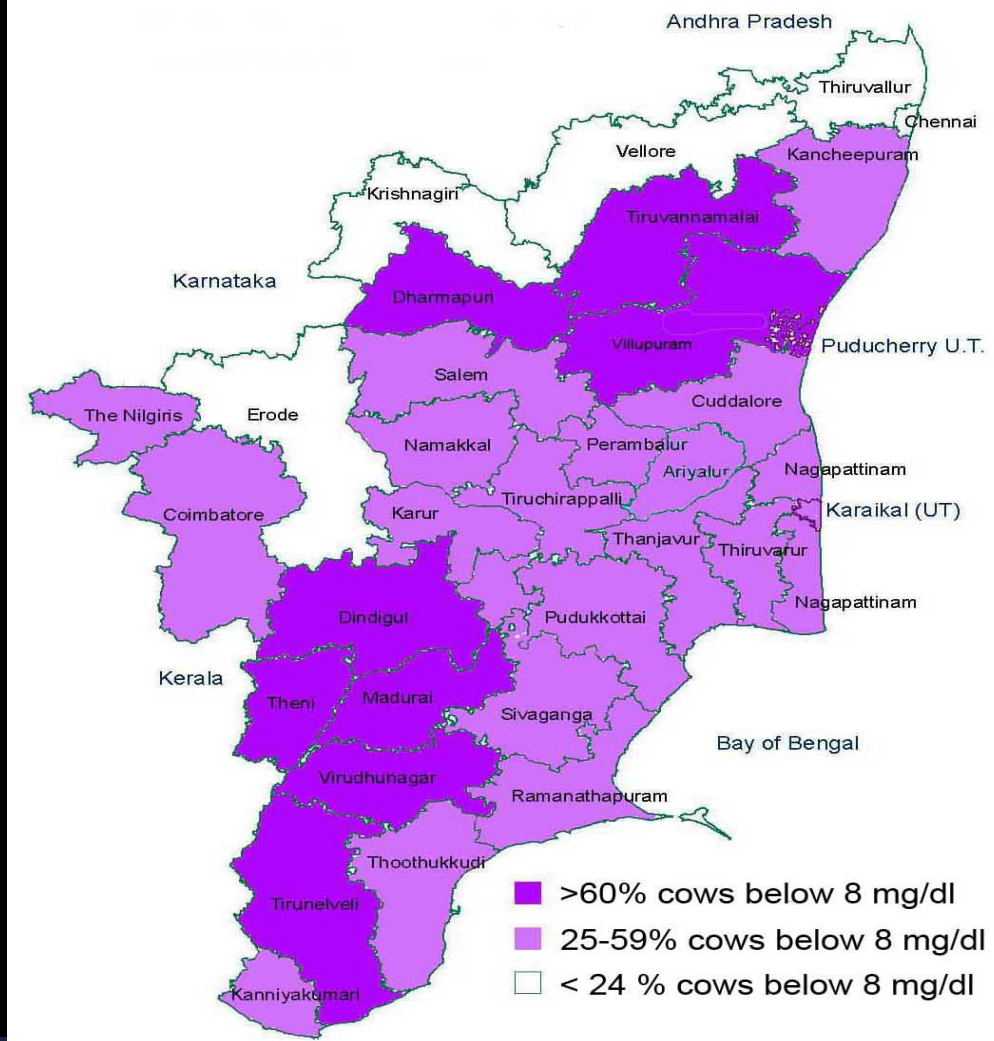 Andhra Pradesh
Thiruvallur
Chennai
Vellore
Kancheepuram
Krishnagiri
Tiruvannamalai
Karnataka
Dharmapuri
Villupuram
Puducherry U.T.
Salem
Cuddalore
The Nilgiris
Erode
Namakkal
Perambalur
Ariyalur
Nagapattinam
Tiruchirappalli
Karur
Coimbatore
Karaikal (UT)
Thanjavur
Thiruvarur
Nagapattinam
Dindigul
Pudukkottai
Kerala
Theni
Madurai
Sivaganga
Bay of Bengal
Virudhunagar
Ramanathapuram
Thoothukkudi
Tirunelveli
Kanniyakumari
>60% cows below 8 mg/dl
25-59% cows below 8 mg/dl
< 24 % cows below 8 mg/dl